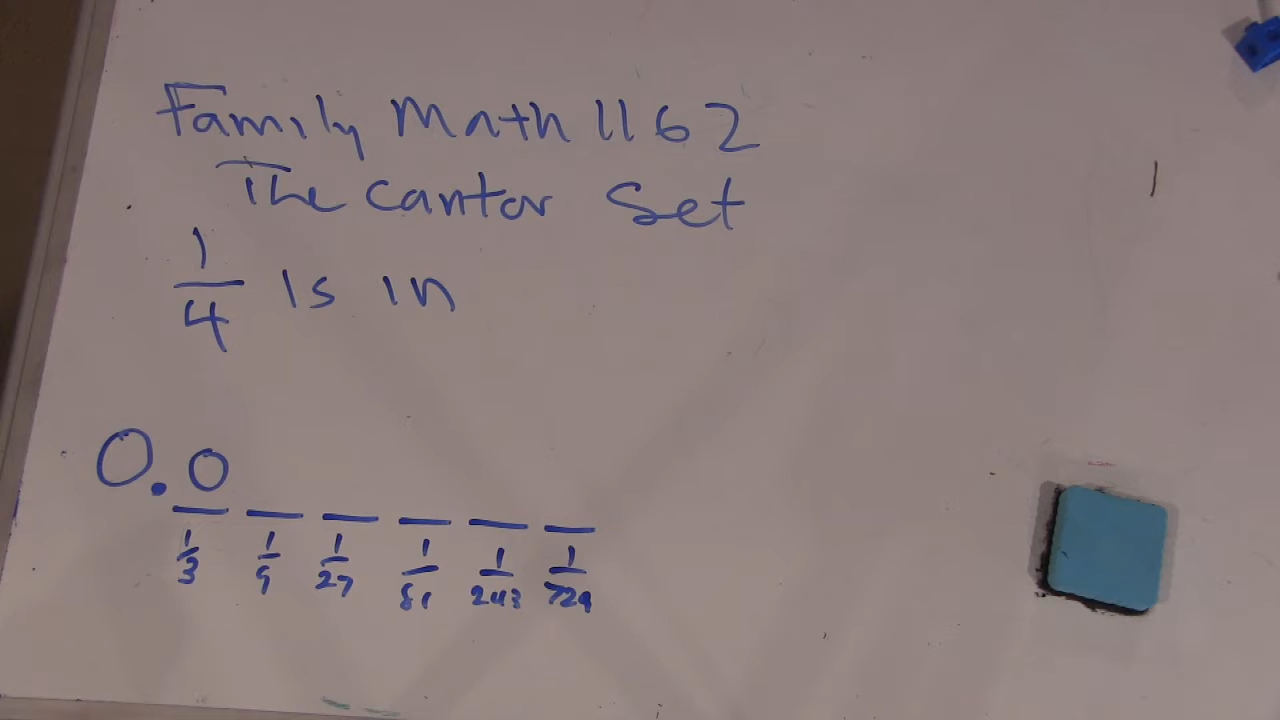 Family Math 1162
The Cantor Set
1/4 is in
0.0
1/3 1/9 1/27 1/81 1/243 1/729